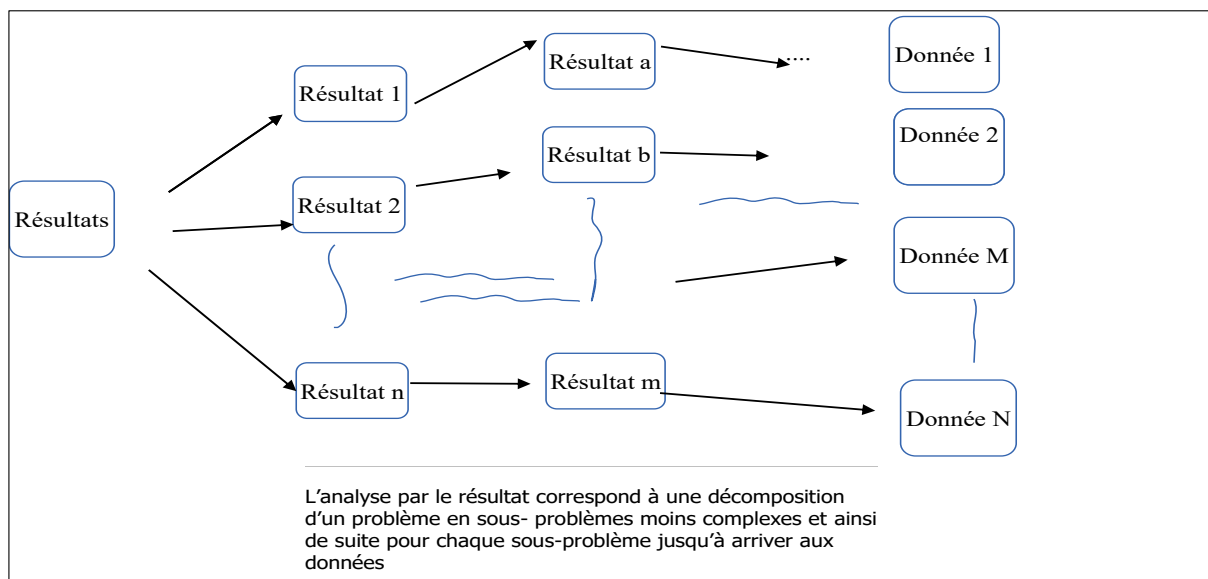 Résultats
Résultat 1
Résultat 2
Résultat n
Résultat a
Résultat b
Résultat m
....
Donnée 1
Donnée 2
Donnée M
Donnée N
L’analyse par le résultat correspond à une décomposition
d’un problème en sous- problèmes moins complexes et ainsi
de suite pour chaque sous-problème jusqu’à arriver aux
données